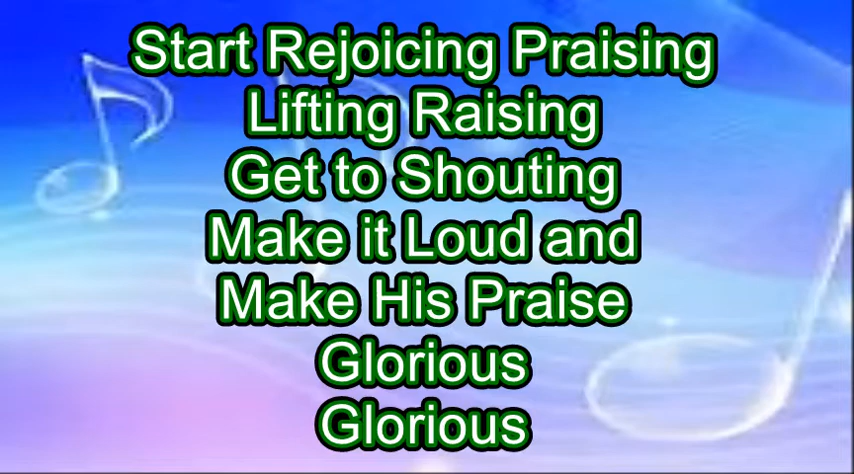 Start Rejoicing Praising
Lifting Raising
Get to Shouting
Make it Loud and
Make His Praise
Glorious
Glorious